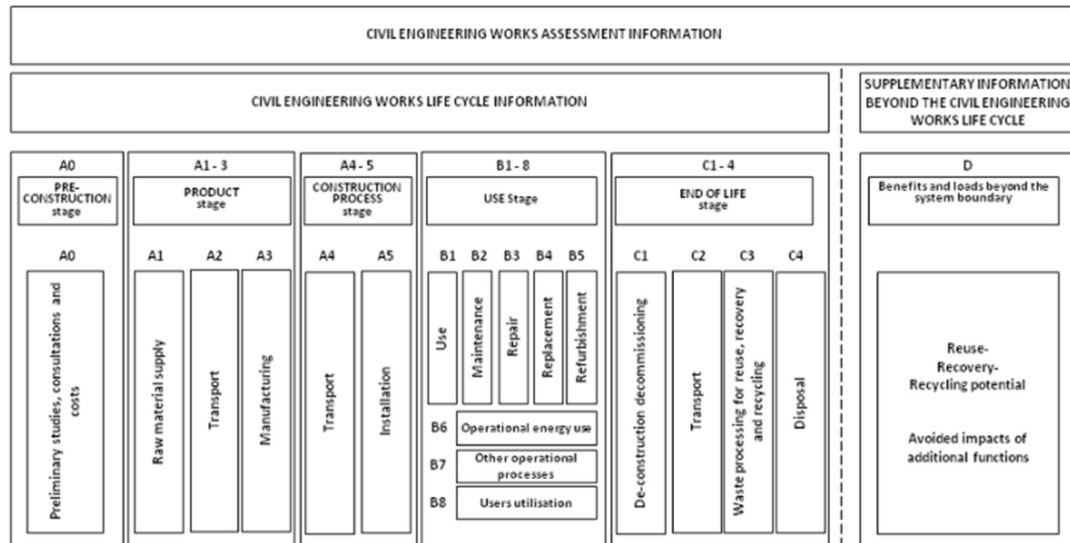 CIVIL ENGINEERING WORKS ASSESSMENT INFORMATION
CIVIL ENGINEERING WORKS LIFE CYCLE INFORMATION
SUPPLEMENTARY INFORMATION
BEYOND THE CIVIL ENGINEERING
WORKS LIFE CYCLE
A0
PRE-
CONSTRUCTION
stage
A0
Preliminary studies, consultations and
costs
A1 - 3
PRODUCT
stage
A1
A2
A3
Raw material supply
Transport
Manufacturing
A4 - 5
CONSTRUCTION
PROCESS
stage
A4
A5
Transport
Installation
B1 - 8
USE Stage
B1
B2
B3
B4
B5
Use
Maintenance
Repair
Replacement
Refurbishment
B6
Operational energy use
B7
Other operational
processes
B8
Users utilisation
C1 - 4
END OF LIFE
stage
C1
C2
C3
C4
De-construction decommissioning
Transport
Waste processing for reuse, recovery
and recycling
Disposal
D
Benefits and loads beyond the
system boundary
Reuse-
Recovery-
Recycling potential
Avoided impacts of
additional functions